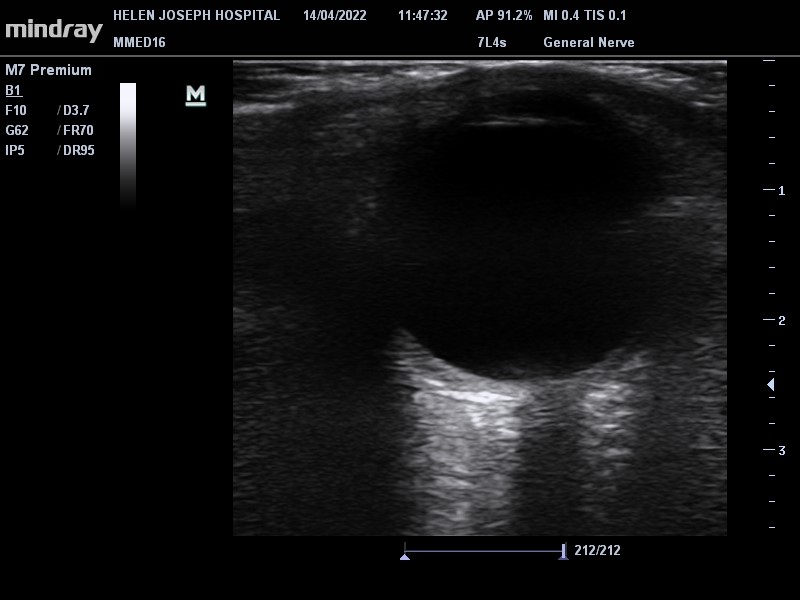 mindray
HELEN JOSEPH HOSPITAL 14/04/2022 11:47:32 AP 91.2% MI 0.4 TIS 0.1
MMED16 7L4s General Nerve
M7 Premium
B1
F10 / D3.7
G62 / FR70
IP5 / DR95
M
1
2
3
212/212